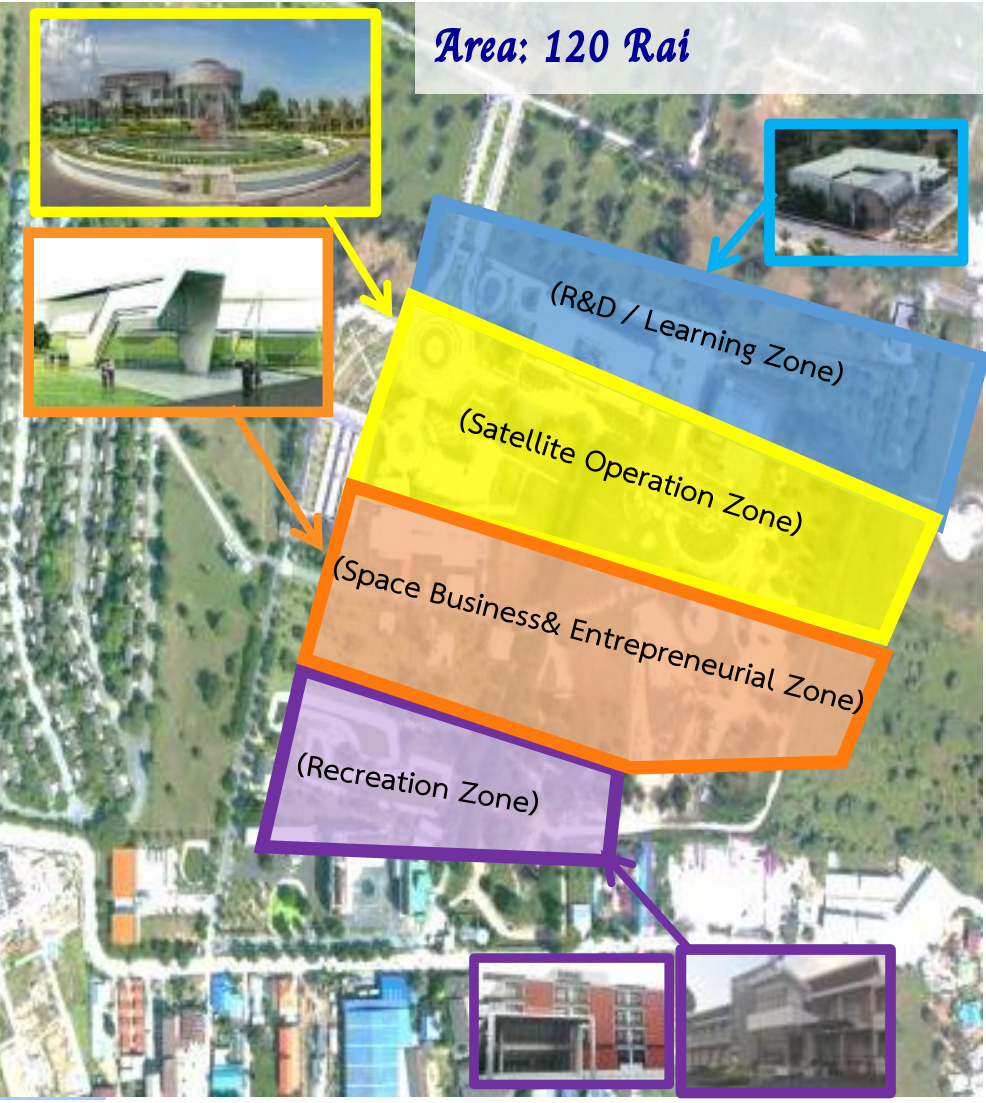 Area: 120 Rai
(R&D / Learning Zone)
(Satellite Operation Zone)
(Space Business& Entrepreneurial Zone)
(Recreation Zone)